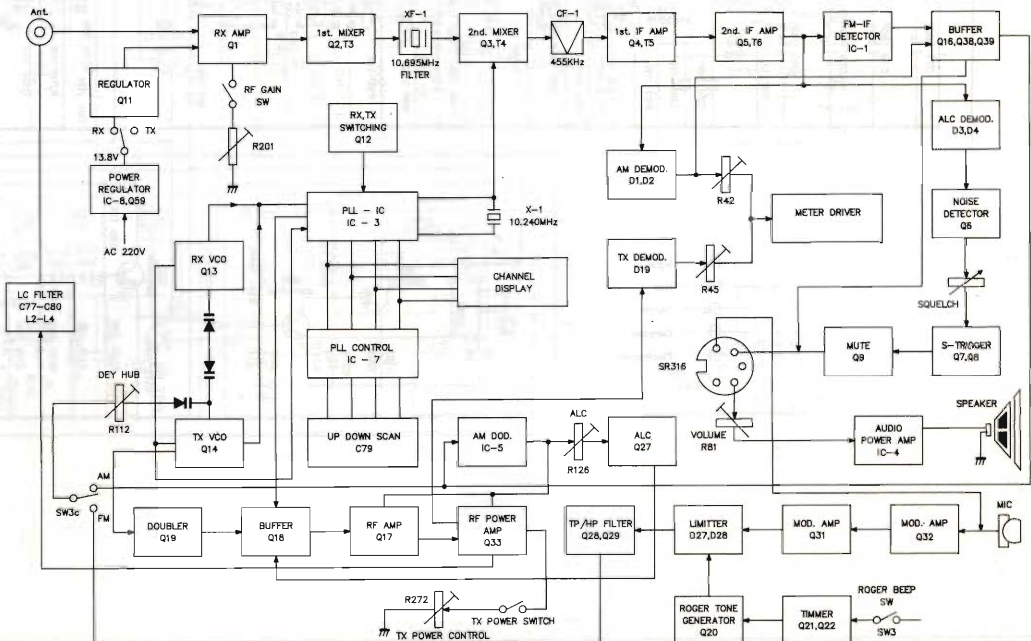 Ant.
RX AMP
Q1
1st. MIXER
Q2,T3
XF-1
10.695MHz
FILTER
2nd. MIXER
Q3,T4
CF-1
455KHz
1st. IF AMP
Q4,T5
2nd. IF AMP
Q5,T6
FM-IF
DETECTOR
IC-1
BUFFER
Q16,Q38,Q39
REGULATOR
Q11
RX
TX
13.8V
POWER
REGULATOR
IC-8,Q59
AC 220V
RF GAIN
SW
R201
RX,TX
SWITCHING
Q12
PLL - IC
IC - 3
X-1
10.240MHz
AM DEMOD.
D1,D2
R42
METER DRIVER
ALC DEMOD.
D3,D4
NOISE
DETECTOR
Q6
TX DEMOD.
D19
R45
SQUELCH
S-TRIGGER
Q7,Q8
MUTE
Q9
RX VCO
Q13
CHANNEL
DISPLAY
LC FILTER
C77-C80
L2-L4
PLL CONTROL
IC - 7
SR316
SPEAKER
DEY HUB
R112
TX VCO
Q14
UP DOWN SCAN
C79
AM DOD.
IC-5
ALC
R126
ALC
Q27
VOLUME
R81
AUDIO
POWER AMP
IC-4
AM
SW3c
FM
DOUBLER
Q19
BUFFER
Q18
RF AMP
Q17
RF POWER
AMP
Q33
TP/HP FILTER
Q28,Q29
LIMITTER
D27,D28
MOD. AMP
Q31
MOD. AMP
Q32
MIC
R272
TX POWER SWITCH
TX POWER CONTROL
ROGER TONE
GENERATOR
Q20
TIMMER
Q21,Q22
ROGER BEEP
SW
SW3